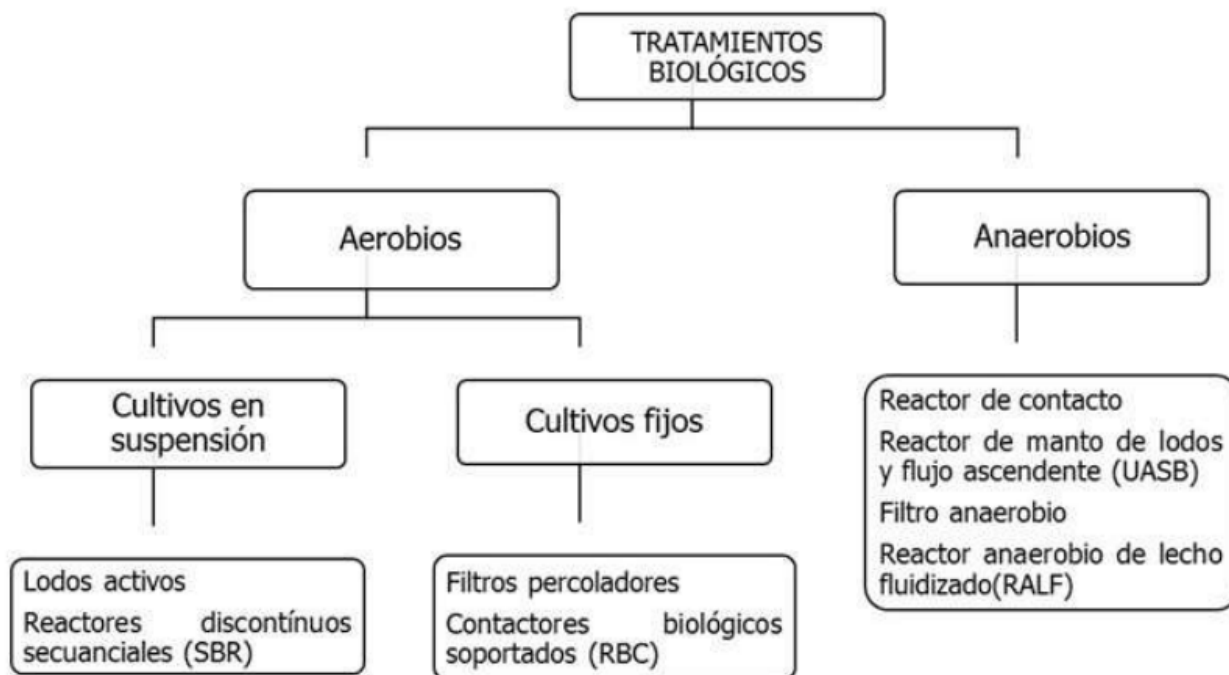 TRATAMIENTOS
BIOLÓGICOS
Aerobios
Anaerobios
Cultivos en
suspensión
Cultivos fijos
Reactor de contacto
Reactor de manto de lodos
y flujo ascendente (UASB)
Filtro anaerobio
Reactor anaerobio de lecho
fluidizado(RALF)
Lodos activos
Reactores discontínuos
secuanciales (SBR)
Filtros percoladores
Contactores biológicos
soportados (RBC)